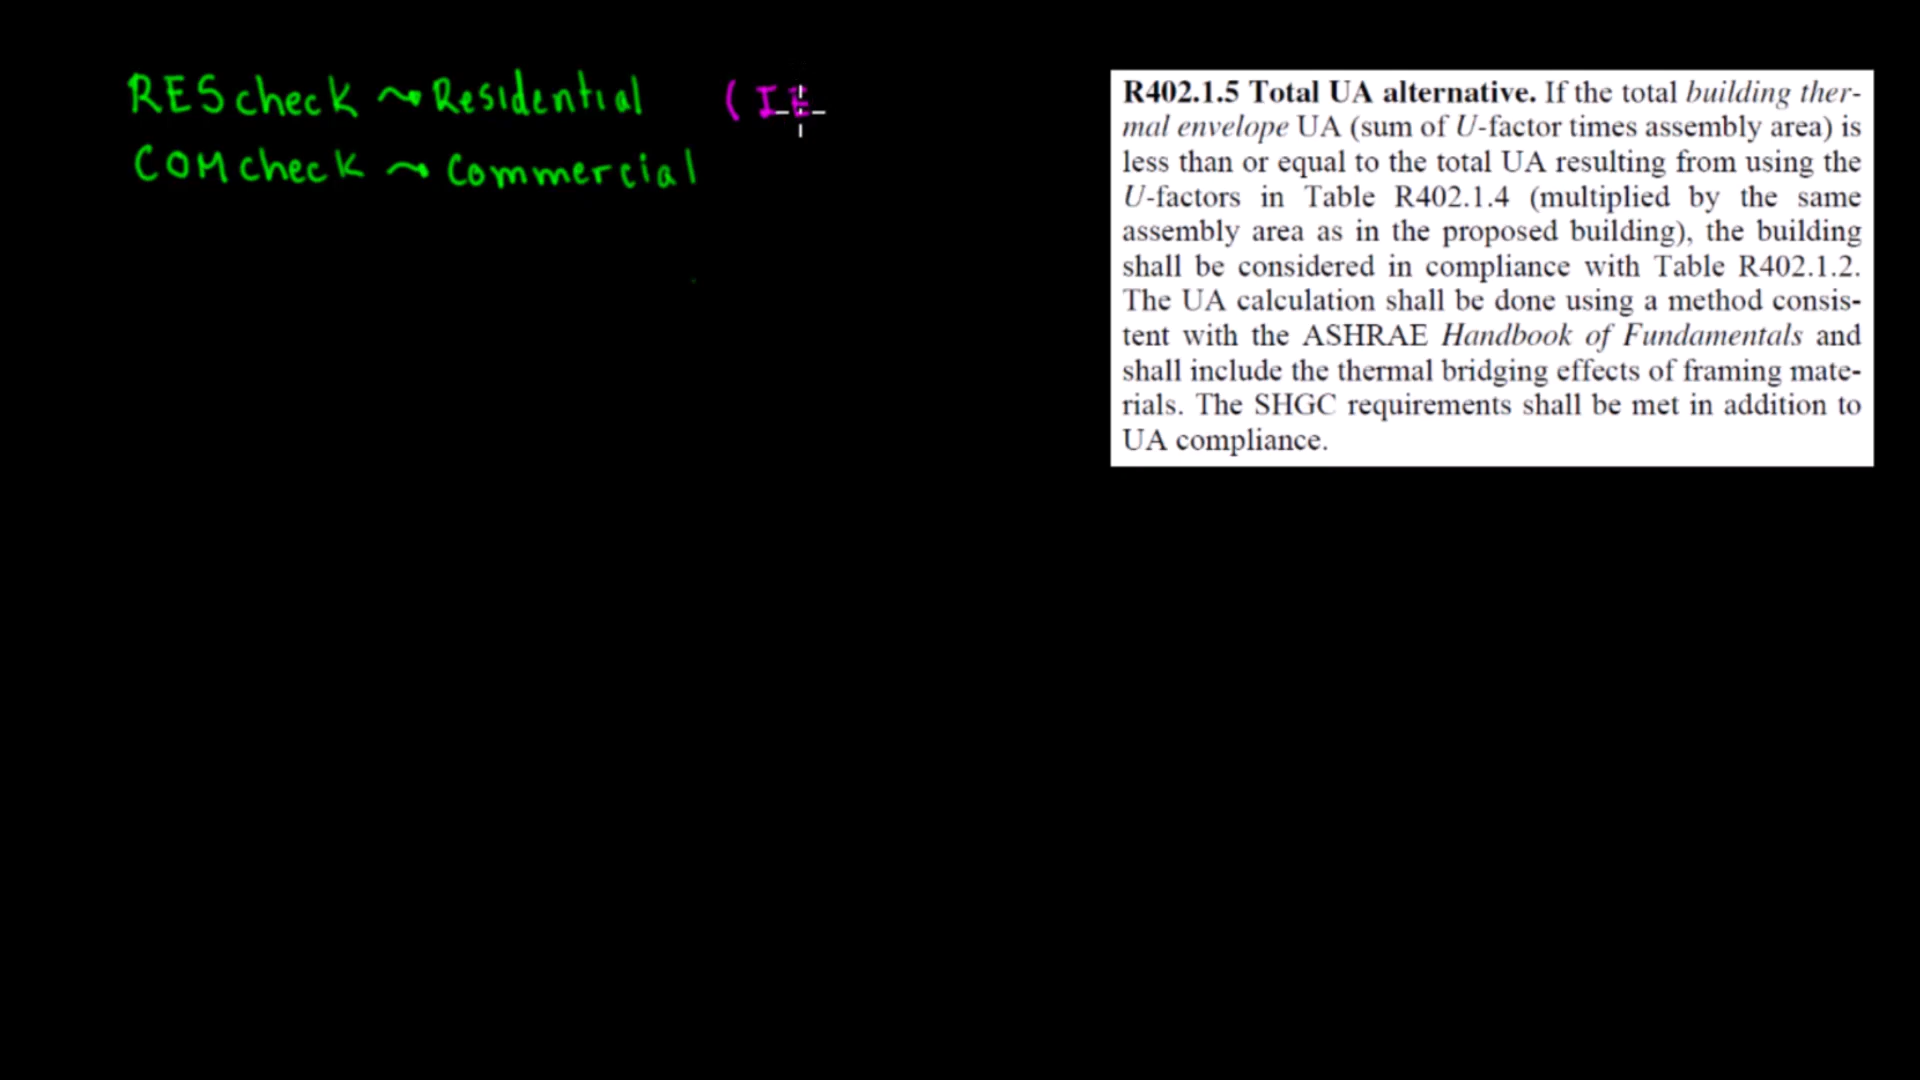 REScheck ~ Residential (IE
COMcheck ~ Commercial
R402.1.5 Total UA alternative. If the total building ther-
mal envelope UA (sum of U-factor times assembly area) is
less than or equal to the total UA resulting from using the
U-factors in Table R402.1.4 (multiplied by the same
assembly area as in the proposed building), the building
shall be considered in compliance with Table R402.1.2.
The UA calculation shall be done using a method consis-
tent with the ASHRAE Handbook of Fundamentals and
shall include the thermal bridging effects of framing mate-
rials. The SHGC requirements shall be met in addition to
UA compliance.